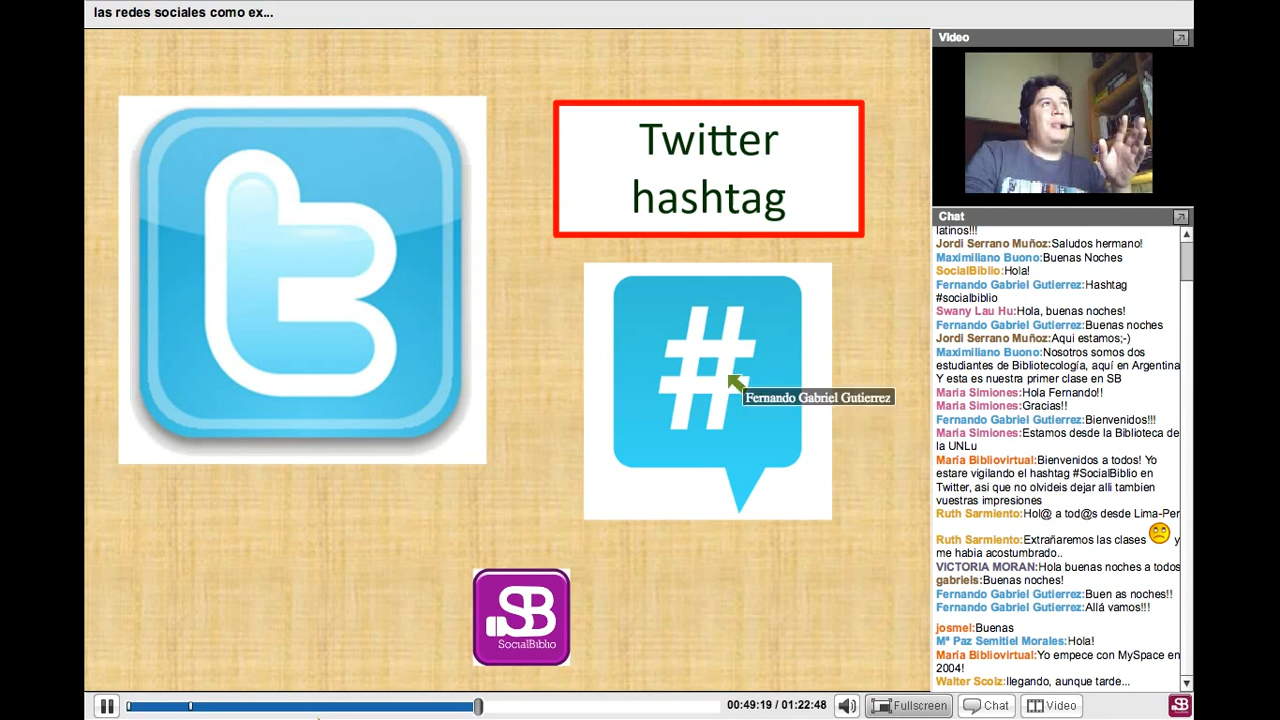 las redes sociales como ex...
Twitter
hashtag
#
Fernando Gabriel Gutierrez
SB
SocialBiblio
Video
Chat
latinos!!!
Jordi Serrano Muñoz:Saludos hermano!
Maximiliano Buono:Buenas Noches
SocialBiblio:Hola!
Fernando Gabriel Gutierrez:Hashtag
#socialbiblio
Swany Lau Hu:Hola, buenas noches!
Fernando Gabriel Gutierrez:Buenas noches
Jordi Serrano Muñoz:Aqui estamos;-)
Maximiliano Buono:Nosotros somos dos
estudiantes de Bibliotecología, aquí en Argentina
Y esta es nuestra primer clase en SB
Maria Simiones:Hola Fernando!!
Maria Simiones:Gracias!!
Fernando Gabriel Gutierrez:Bienvenidos!!!
Maria Simiones:Estamos desde la Biblioteca de
la UNLu
María Bibliovirtual:Bienvenidos a todos! Yo
estare vigilando el hashtag #SocialBiblio en
Twitter, asi que no olvideis dejar alli tambien
vuestras impresiones
Ruth Sarmiento:Hol@ a tod@s desde Lima-Per
Ruth Sarmiento:Extrañaremos las clases y
me habia acostumbrado..
VICTORIA MORAN:Hola buenas noches a todos
gabriels:Buenas noches!
Fernando Gabriel Gutierrez:Buen as noches!!
Fernando Gabriel Gutierrez:Allá vamos!!!
josmel:Buenas
Mª Paz Semitiel Morales:Hola!
María Bibliovirtual:Yo empece con MySpace en
2004!
Walter Scolz:llegando, aunque tarde...
00:49:19 / 01:22:48
Fullscreen
Chat
Video
SB